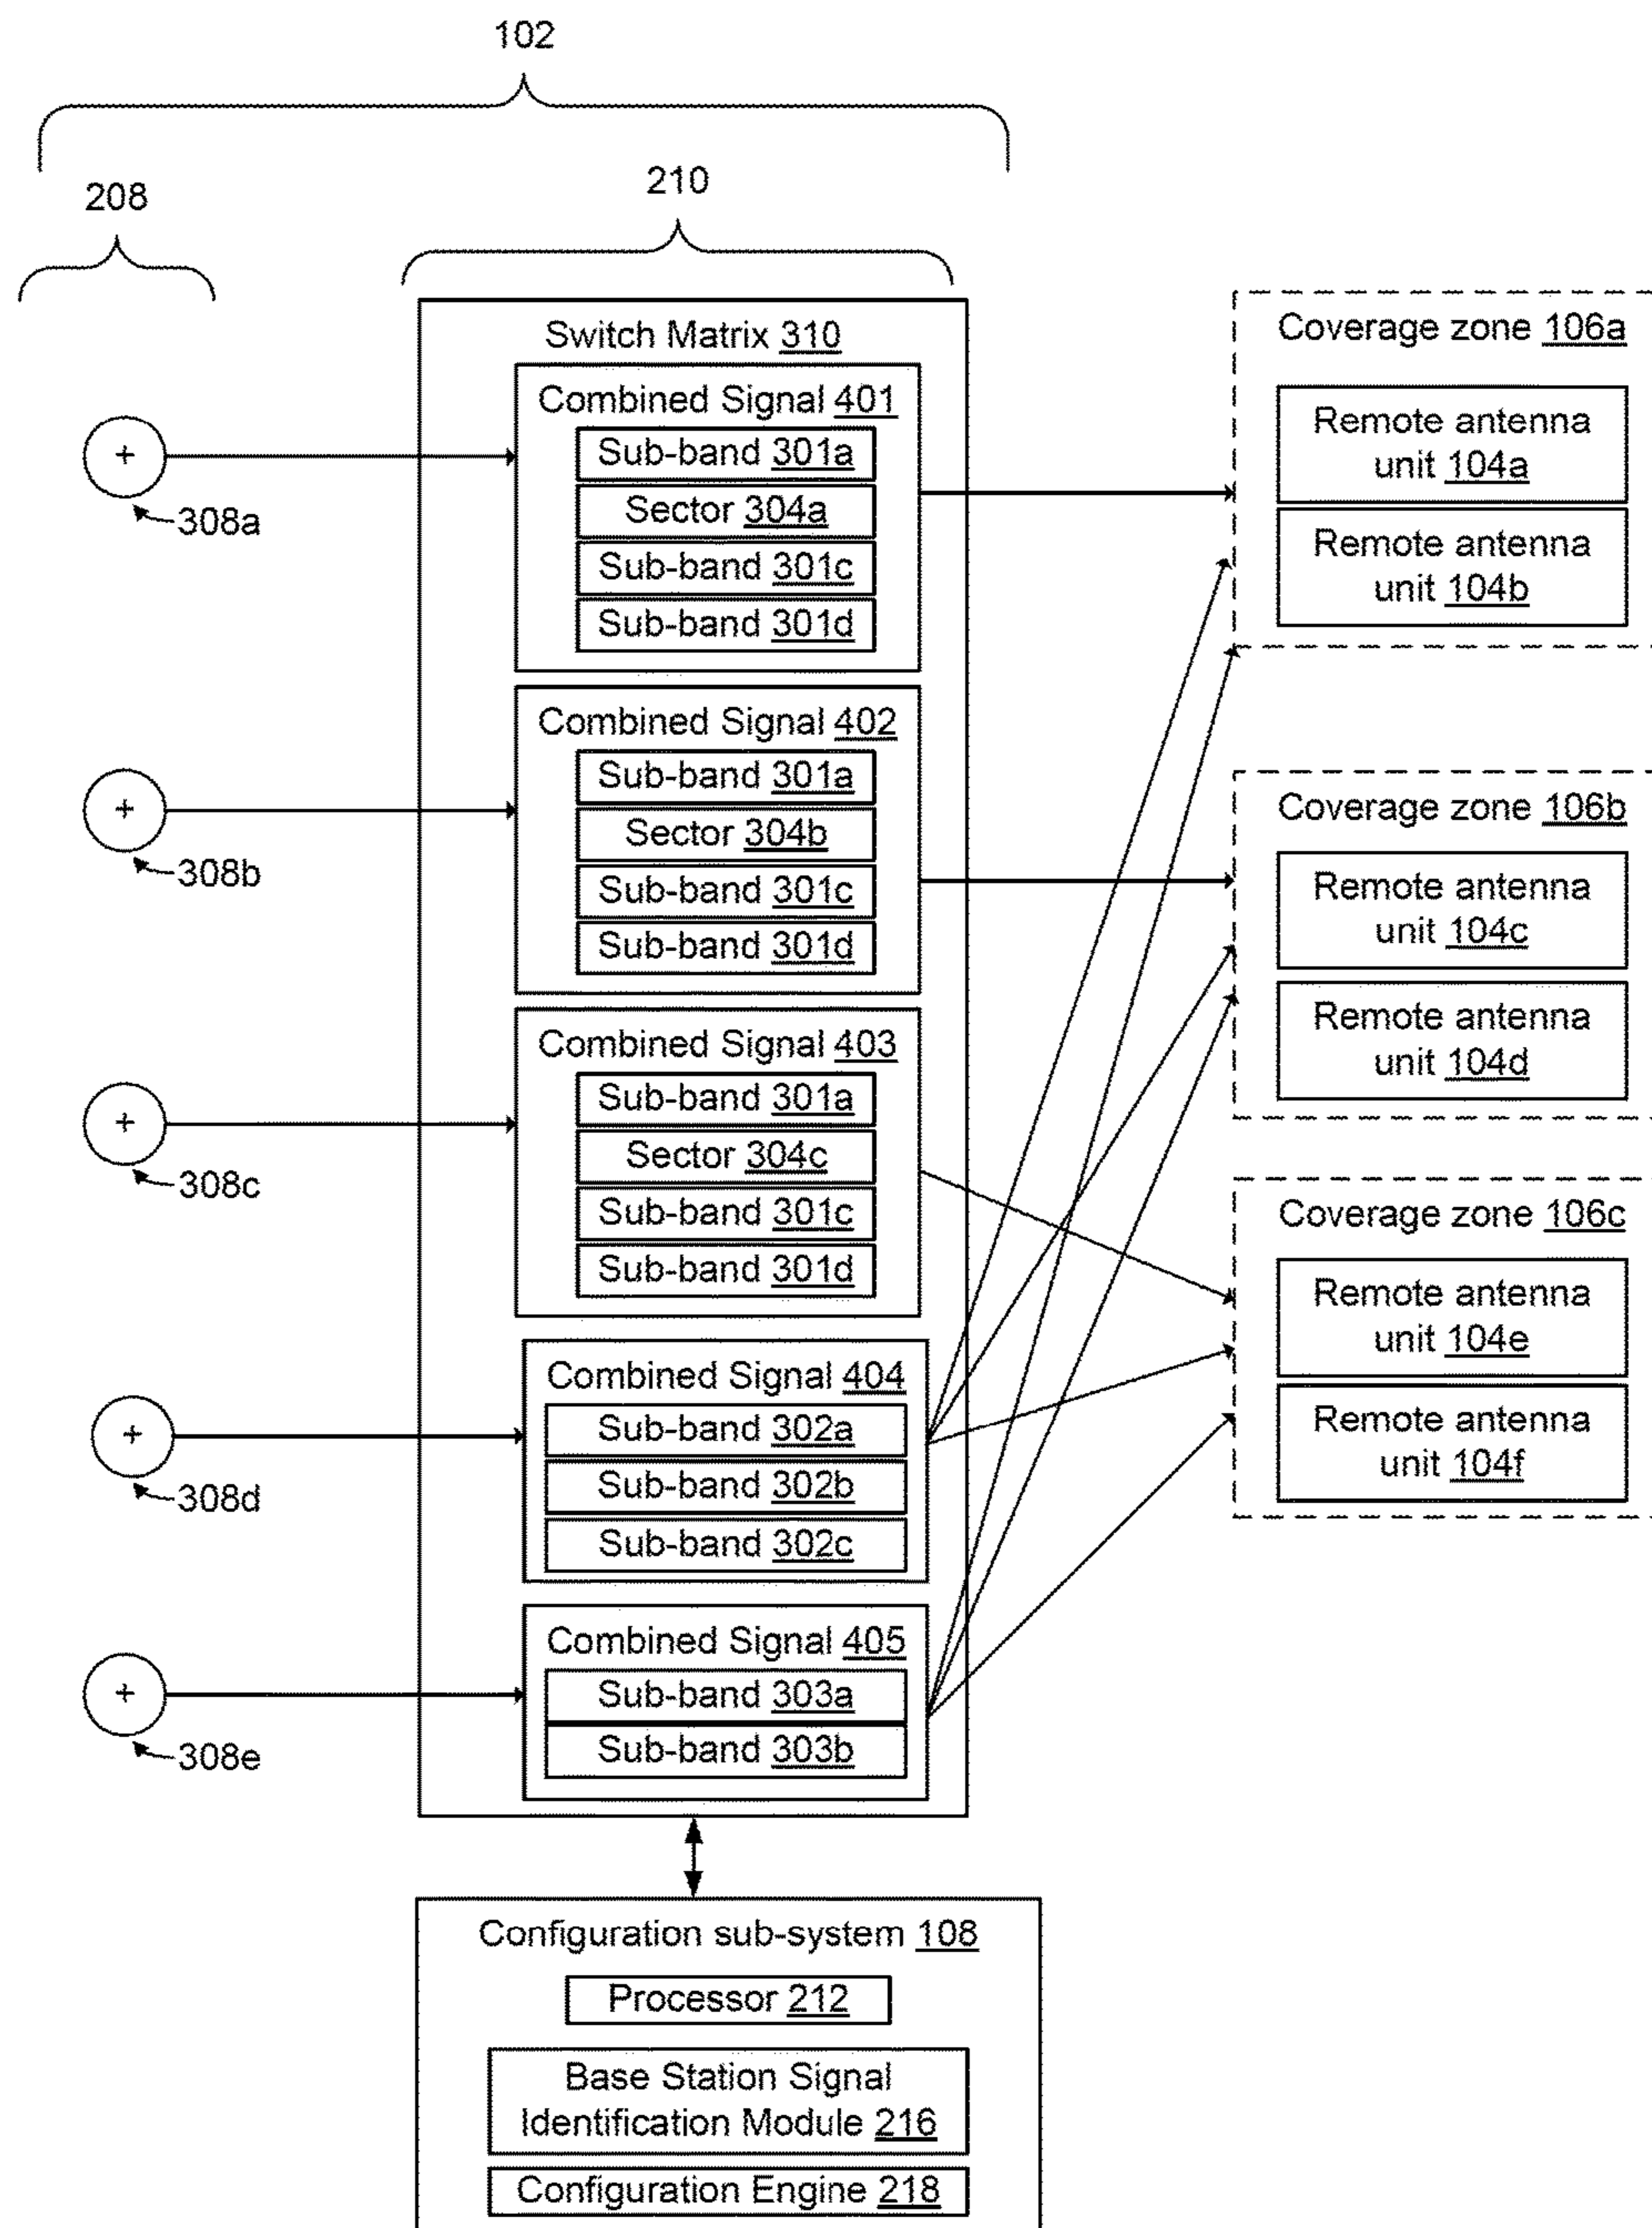 102
208
210
Switch Matrix 310
Combined Signal 401
Sub-band 301a
Sector 304a
Sub-band 301c
Sub-band 301d
308a
Combined Signal 402
Sub-band 301a
Sector 304b
Sub-band 301c
Sub-band 301d
308b
Combined Signal 403
Sub-band 301a
Sector 304c
Sub-band 301c
Sub-band 301d
308c
Combined Signal 404
Sub-band 302a
Sub-band 302b
Sub-band 302c
308d
Combined Signal 405
Sub-band 303a
Sub-band 303b
308e
Coverage zone 106a
Remote antenna
unit 104a
Remote antenna
unit 104b
Coverage zone 106b
Remote antenna
unit 104c
Remote antenna
unit 104d
Coverage zone 106c
Remote antenna
unit 104e
Remote antenna
unit 104f
Configuration sub-system 108
Processor 212
Base Station Signal
Identification Module 216
Configuration Engine 218